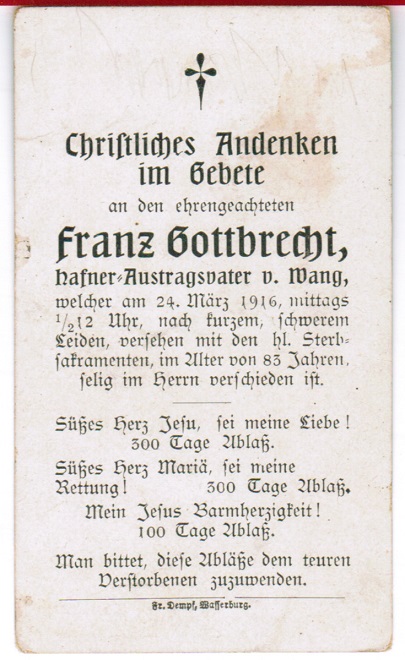 Christliches Andenken
im Gebete
an den ehrengeachteten
Franz Gottbrecht,
Hafner-Austragsvater v. Wang,
welcher am 24. März 1916, mittags
1/212 Uhr, nach kurzem, schwerem
Leiden, versehen mit den hl. Sterb-
sakramenten, im Alter von 83 Jahren,
selig im Herrn verschieden ist.
Süßes Herz Jesu, sei meine Liebe!
300 Tage Ablaß.
Süßes Herz Mariä, sei meine
Rettung! 300 Tage Ablaß.
Mein Jesus Barmherzigkeit!
100 Tage Ablaß.
Man bittet, diese Abläße dem teuren
Verstorbenen zuzuwenden.
Fr. Dempf, Wasserburg.